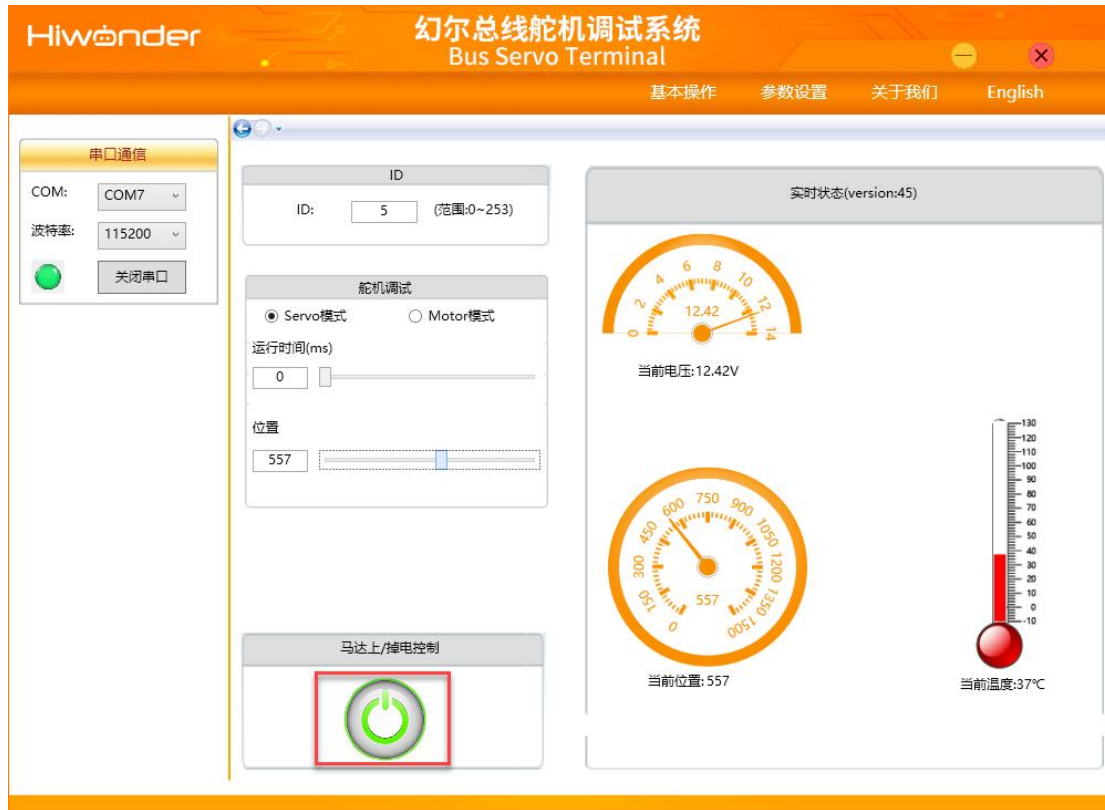 Hiwonder
幻尔总线舵机调试系统
Bus Servo Terminal
基本操作 参数设置 关于我们 English
串口通信
COM: COM7
波特率: 115200
关闭串口
ID
ID: 5 (范围:0~253)
舵机调试
Servo模式 Motor模式
运行时间(ms)
0
位置
557
马达上/掉电控制
实时状态(version:45)
0 2 4 6 8 10 12 14
12.42
当前电压:12.42V
0 150 300 450 600 750 900 1050 1200 1350 1500
557
当前位置: 557
130
120
110
100
90
80
70
60
50
40
30
20
10
0
-10
当前温度:37℃